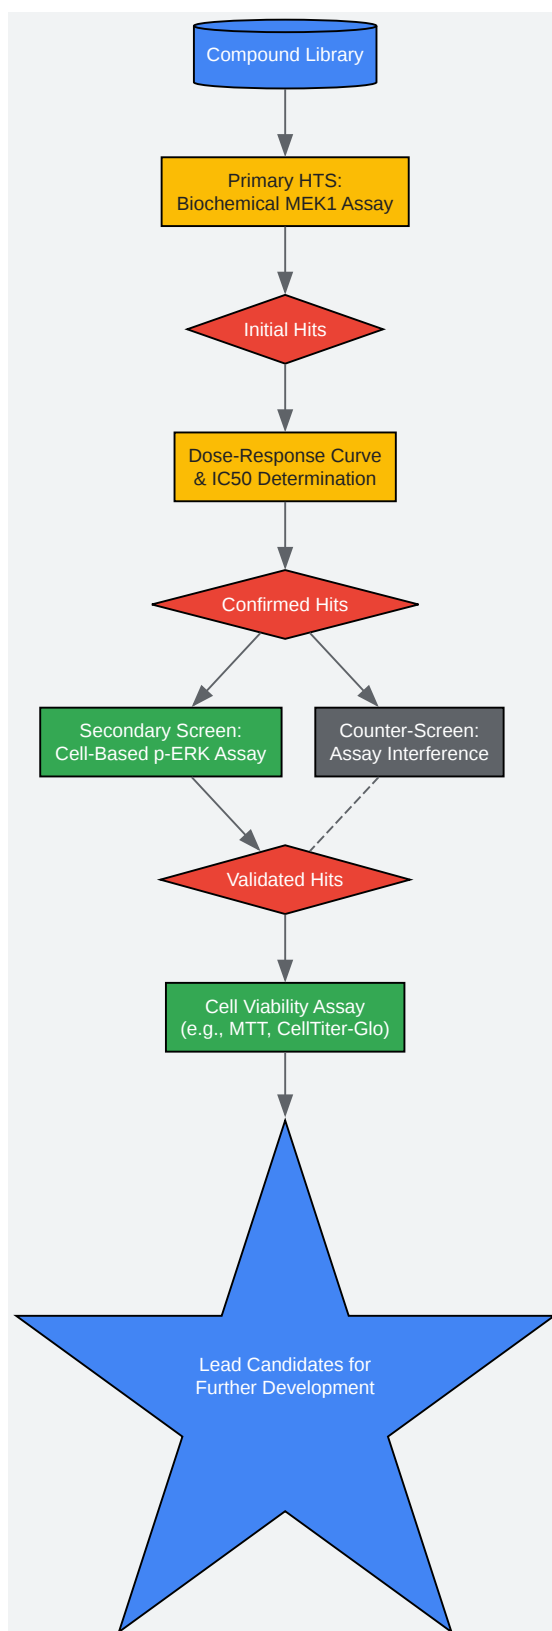 Compound Library
Primary HTS:
Biochemical MEK1 Assay
Initial Hits
Dose-Response Curve
& IC50 Determination
Confirmed Hits
Secondary Screen:
Cell-Based p-ERK Assay
Counter-Screen:
Assay Interference
Validated Hits
Cell Viability Assay
(e.g., MTT, CellTiter-Glo)
Lead Candidates for
Further Development